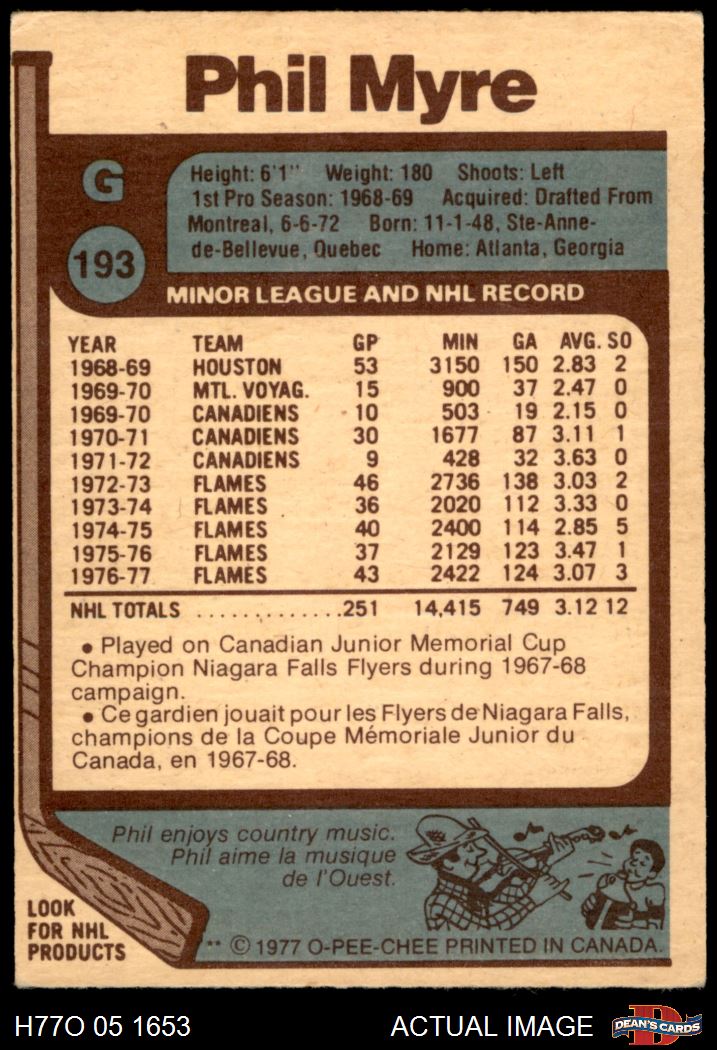 Phil Myre
G
193
Height: 6'1" Weight: 180 Shoots: Left
1st Pro Season: 1968-69 Acquired: Drafted From
Montreal, 6-6-72 Born: 11-1-48, Ste-Anne-
de-Bellevue, Quebec Home: Atlanta, Georgia
MINOR LEAGUE AND NHL RECORD
YEAR TEAM GP MIN GA AVG. SO
1968-69 HOUSTON 53 3150 150 2.83 2
1969-70 MTL. VOYAG. 15 900 37 2.47 0
1969-70 CANADIENS 10 503 19 2.15 0
1970-71 CANADIENS 30 1677 87 3.11 1
1971-72 CANADIENS 9 428 32 3.63 0
1972-73 FLAMES 46 2736 138 3.03 2
1973-74 FLAMES 36 2020 112 3.33 0
1974-75 FLAMES 40 2400 114 2.85 5
1975-76 FLAMES 37 2129 123 3.47 1
1976-77 FLAMES 43 2422 124 3.07 3
NHL TOTALS .............. 251 14,415 749 3.12 12
• Played on Canadian Junior Memorial Cup
Champion Niagara Falls Flyers during 1967-68
campaign.
• Ce gardien jouait pour les Flyers de Niagara Falls,
champions de la Coupe Mémoriale Junior du
Canada, en 1967-68.
Phil enjoys country music.
Phil aime la musique
de l'Ouest.
LOOK
FOR NHL
PRODUCTS
** © 1977 O-PEE-CHEE PRINTED IN CANADA.
H77O 05 1653 ACTUAL IMAGE D DEAN'S CARDS